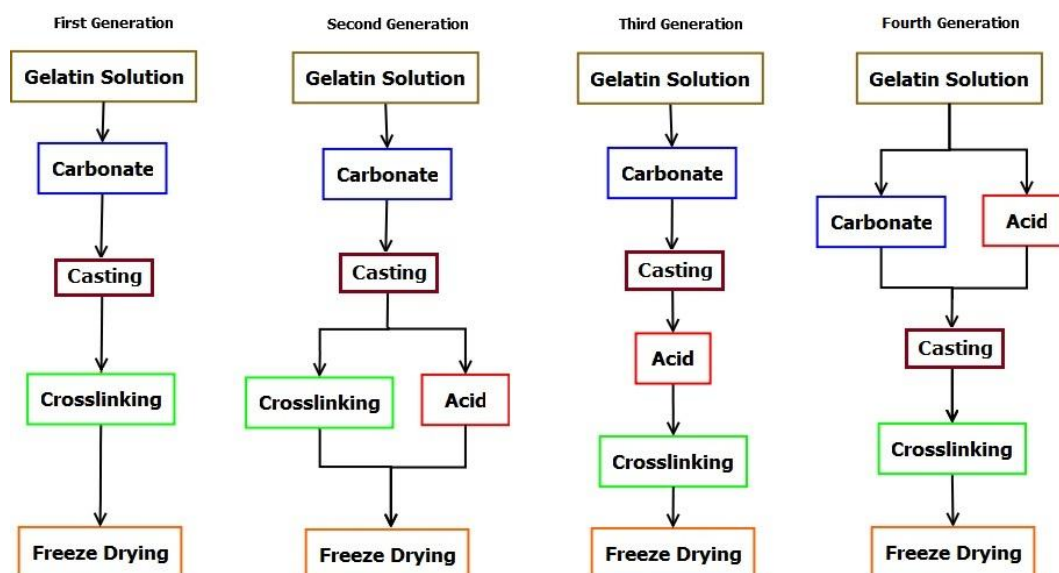 First Generation
Gelatin Solution
Carbonate
Casting
Crosslinking
Freeze Drying
Second Generation
Gelatin Solution
Carbonate
Casting
Crosslinking
Acid
Freeze Drying
Third Generation
Gelatin Solution
Carbonate
Casting
Acid
Crosslinking
Freeze Drying
Fourth Generation
Gelatin Solution
Carbonate
Acid
Casting
Crosslinking
Freeze Drying